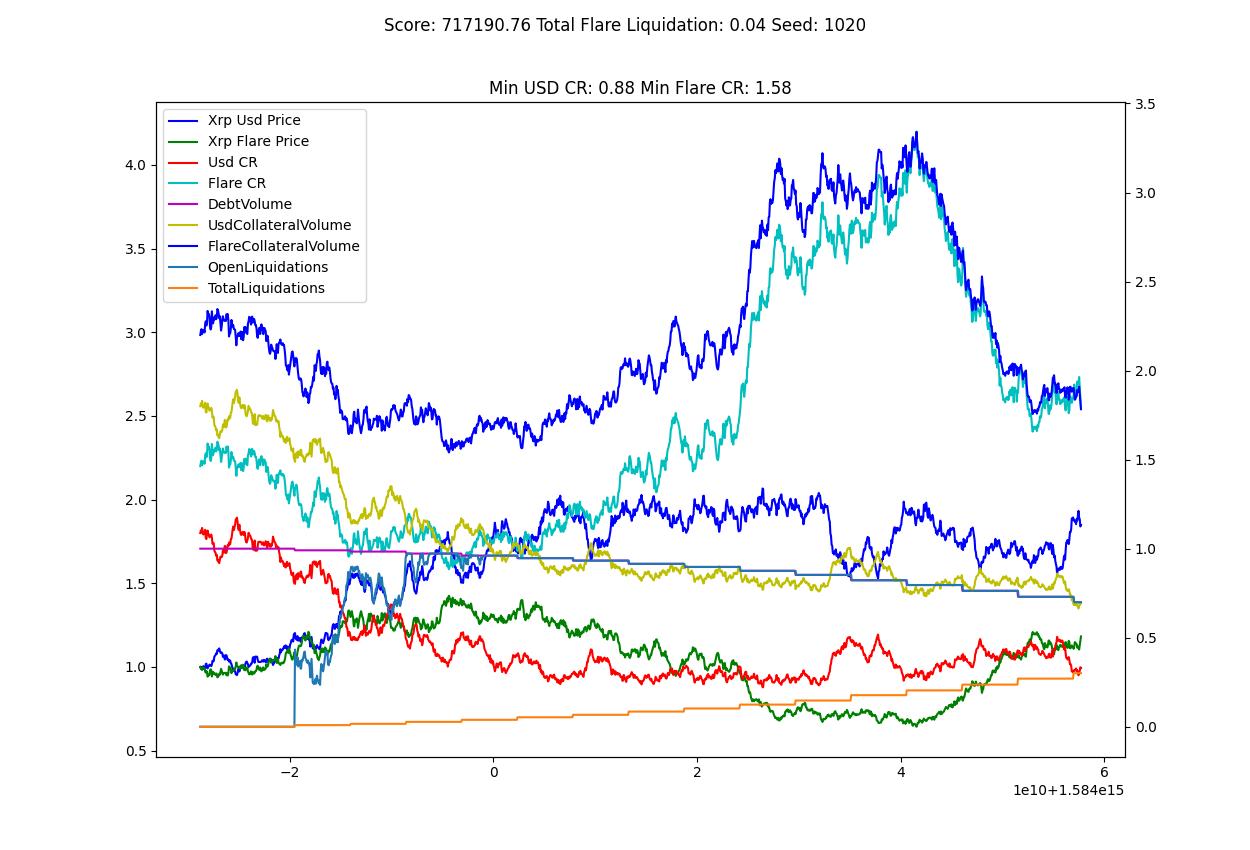 Score: 717190.76 Total Flare Liquidation: 0.04 Seed: 1020
Min USD CR: 0.88 Min Flare CR: 1.58
Xrp Usd Price
Xrp Flare Price
Usd CR
Flare CR
DebtVolume
UsdCollateralVolume
FlareCollateralVolume
OpenLiquidations
TotalLiquidations
4.0
3.5
3.0
2.5
2.0
1.5
1.0
0.5
3.5
3.0
2.5
2.0
1.5
1.0
0.5
0.0
−2 0 2 4 6
1e10+1.584e15